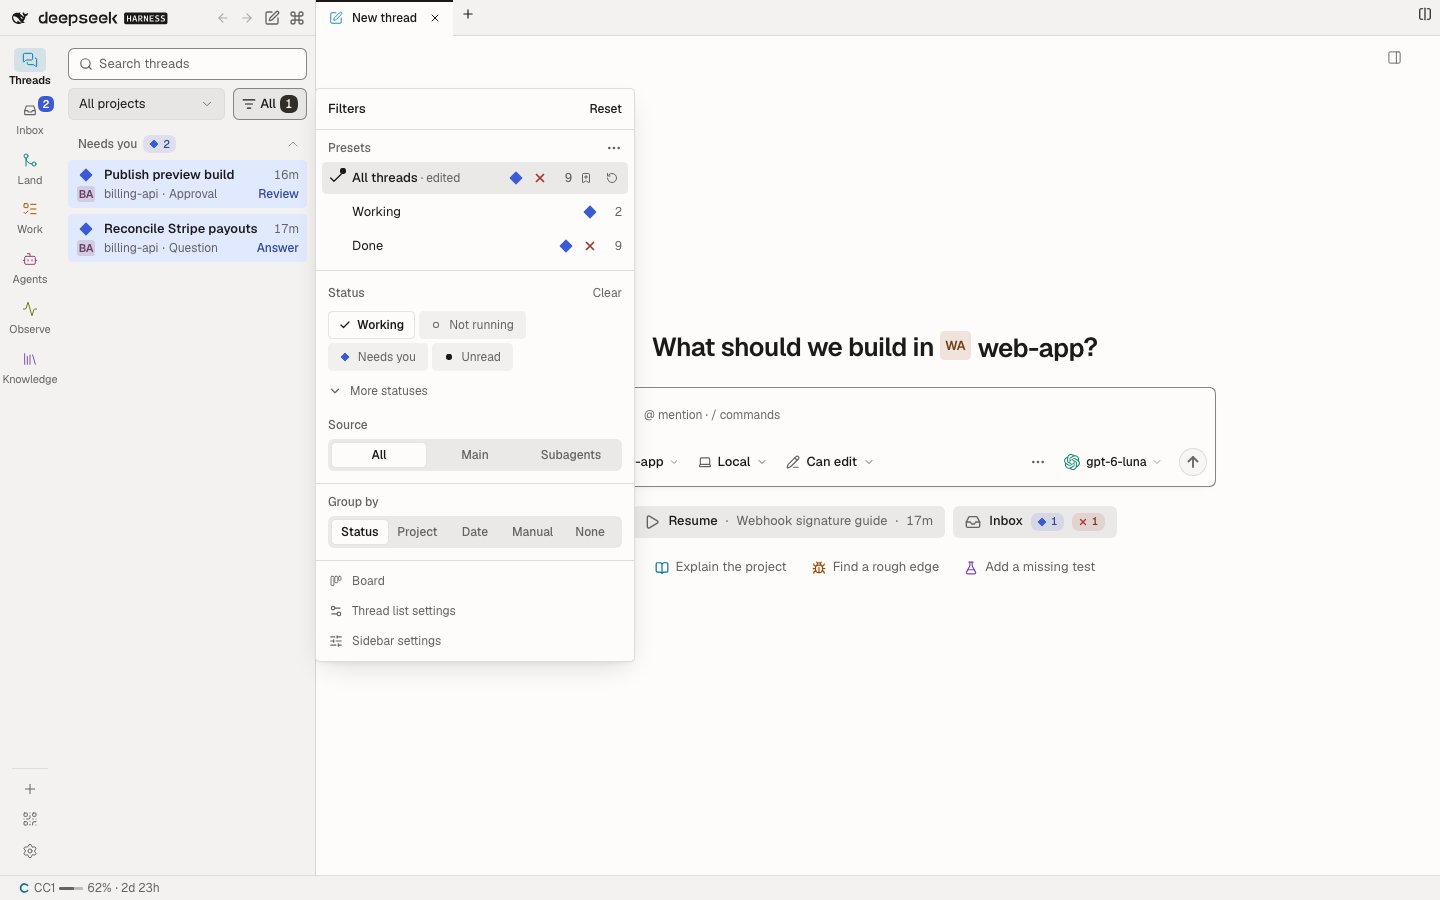 deepseek HARNESS
New thread
Threads
2
Inbox
Land
Work
Agents
Observe
Knowledge
Search threads
All projects
All 1
Needs you 2
Publish preview build 16m
BA billing-api · Approval Review
Reconcile Stripe payouts 17m
BA billing-api · Question Answer
Filters Reset
Presets
All threads · edited 9
Working 2
Done 9
Status Clear
Working Not running
Needs you Unread
More statuses
Source
All Main Subagents
Group by
Status Project Date Manual None
Board
Thread list settings
Sidebar settings
What should we build in WA web-app?
@ mention · / commands
-app Local Can edit gpt-6-luna
Resume · Webhook signature guide · 17m Inbox 1 1
Explain the project Find a rough edge Add a missing test
C CC1 62% · 2d 23h